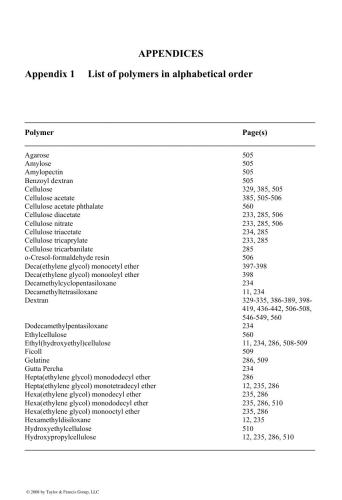 APPENDICES
Appendix 1 List of polymers in alphabetical order
Polymer Page(s)
Agarose 505
Amylose 505
Amylopectin 505
Benzoyl dextran 505
Cellulose 329, 385, 505
Cellulose acetate 385, 505-506
Cellulose acetate phthalate 560
Cellulose diacetate 233, 285, 506
Cellulose nitrate 233, 285, 506
Cellulose triacetate 234, 285
Cellulose tricaprylate 233, 285
Cellulose tricarbanilate 285
o-Cresol-formaldehyde resin 506
Deca(ethylene glycol) monocetyl ether 397-398
Deca(ethylene glycol) monooleyl ether 398
Decamethylcyclopentasiloxane 234
Decamethyltetrasiloxane 11, 234
Dextran 329-335, 386-389, 398-
419, 436-442, 506-508,
546-549, 560
Dodecamethylpentasiloxane 234
Ethylcellulose 560
Ethyl(hydroxyethyl)cellulose 11, 234, 286, 508-509
Ficoll 509
Gelatine 286, 509
Gutta Percha 234
Hepta(ethylene glycol) monododecyl ether 286
Hepta(ethylene glycol) monotetradecyl ether 12, 235, 286
Hexa(ethylene glycol) monodecyl ether 235, 286
Hexa(ethylene glycol) monododecyl ether 235, 286, 510
Hexa(ethylene glycol) monooctyl ether 235, 286
Hexamethyldisiloxane 12, 235
Hydroxyethylcellulose 510
Hydroxypropylcellulose 12, 235, 286, 510
© 2008 by Taylor & Francis Group, LLC